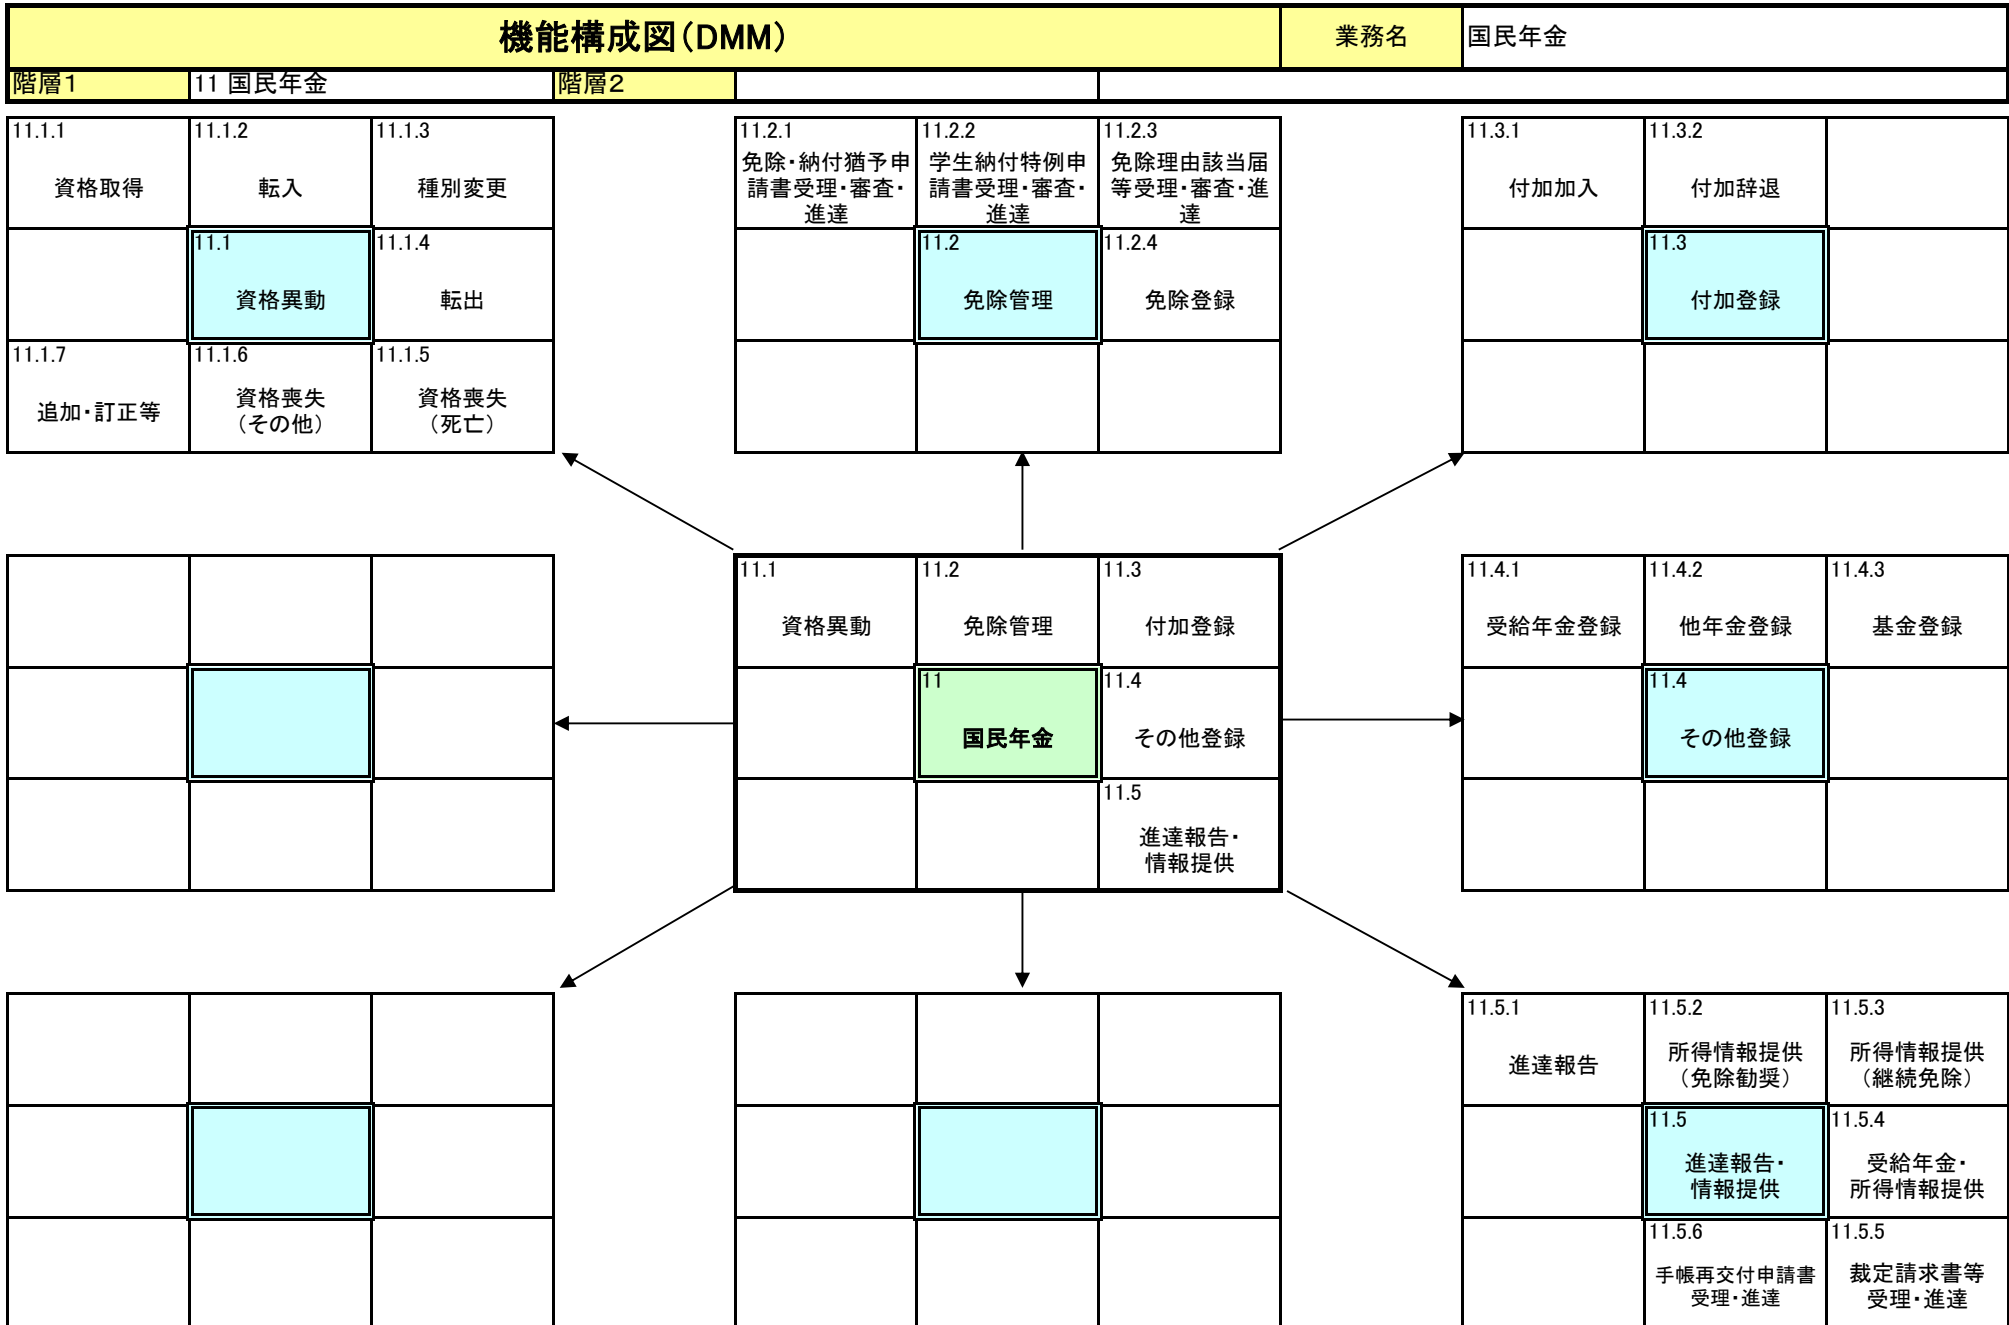 機能構成図（DMM）
業務名
国民年金
階層１
11 国民年金
階層２
11.1.1
資格取得
11.1.2
転入
11.1.3
種別変更
11.1
資格異動
11.1.4
転出
11.1.7
追加・訂正等
11.1.6
資格喪失
（その他）
11.1.5
資格喪失
（死亡）
11.2.1
免除・納付猶予申
請書受理・審査・
進達
11.2.2
学生納付特例申
請書受理・審査・
進達
11.2.3
免除理由該当届
等受理・審査・進
達
11.2
免除管理
11.2.4
免除登録
11.3.1
付加加入
11.3.2
付加辞退
11.3
付加登録
11.1
資格異動
11.2
免除管理
11.3
付加登録
11
国民年金
11.4
その他登録
11.5
進達報告・
情報提供
11.4.1
受給年金登録
11.4.2
他年金登録
11.4.3
基金登録
11.4
その他登録
11.5.1
進達報告
11.5.2
所得情報提供
（免除勧奨）
11.5.3
所得情報提供
（継続免除）
11.5
進達報告・
情報提供
11.5.4
受給年金・
所得情報提供
11.5.6
手帳再交付申請書
受理・進達
11.5.5
裁定請求書等
受理・進達